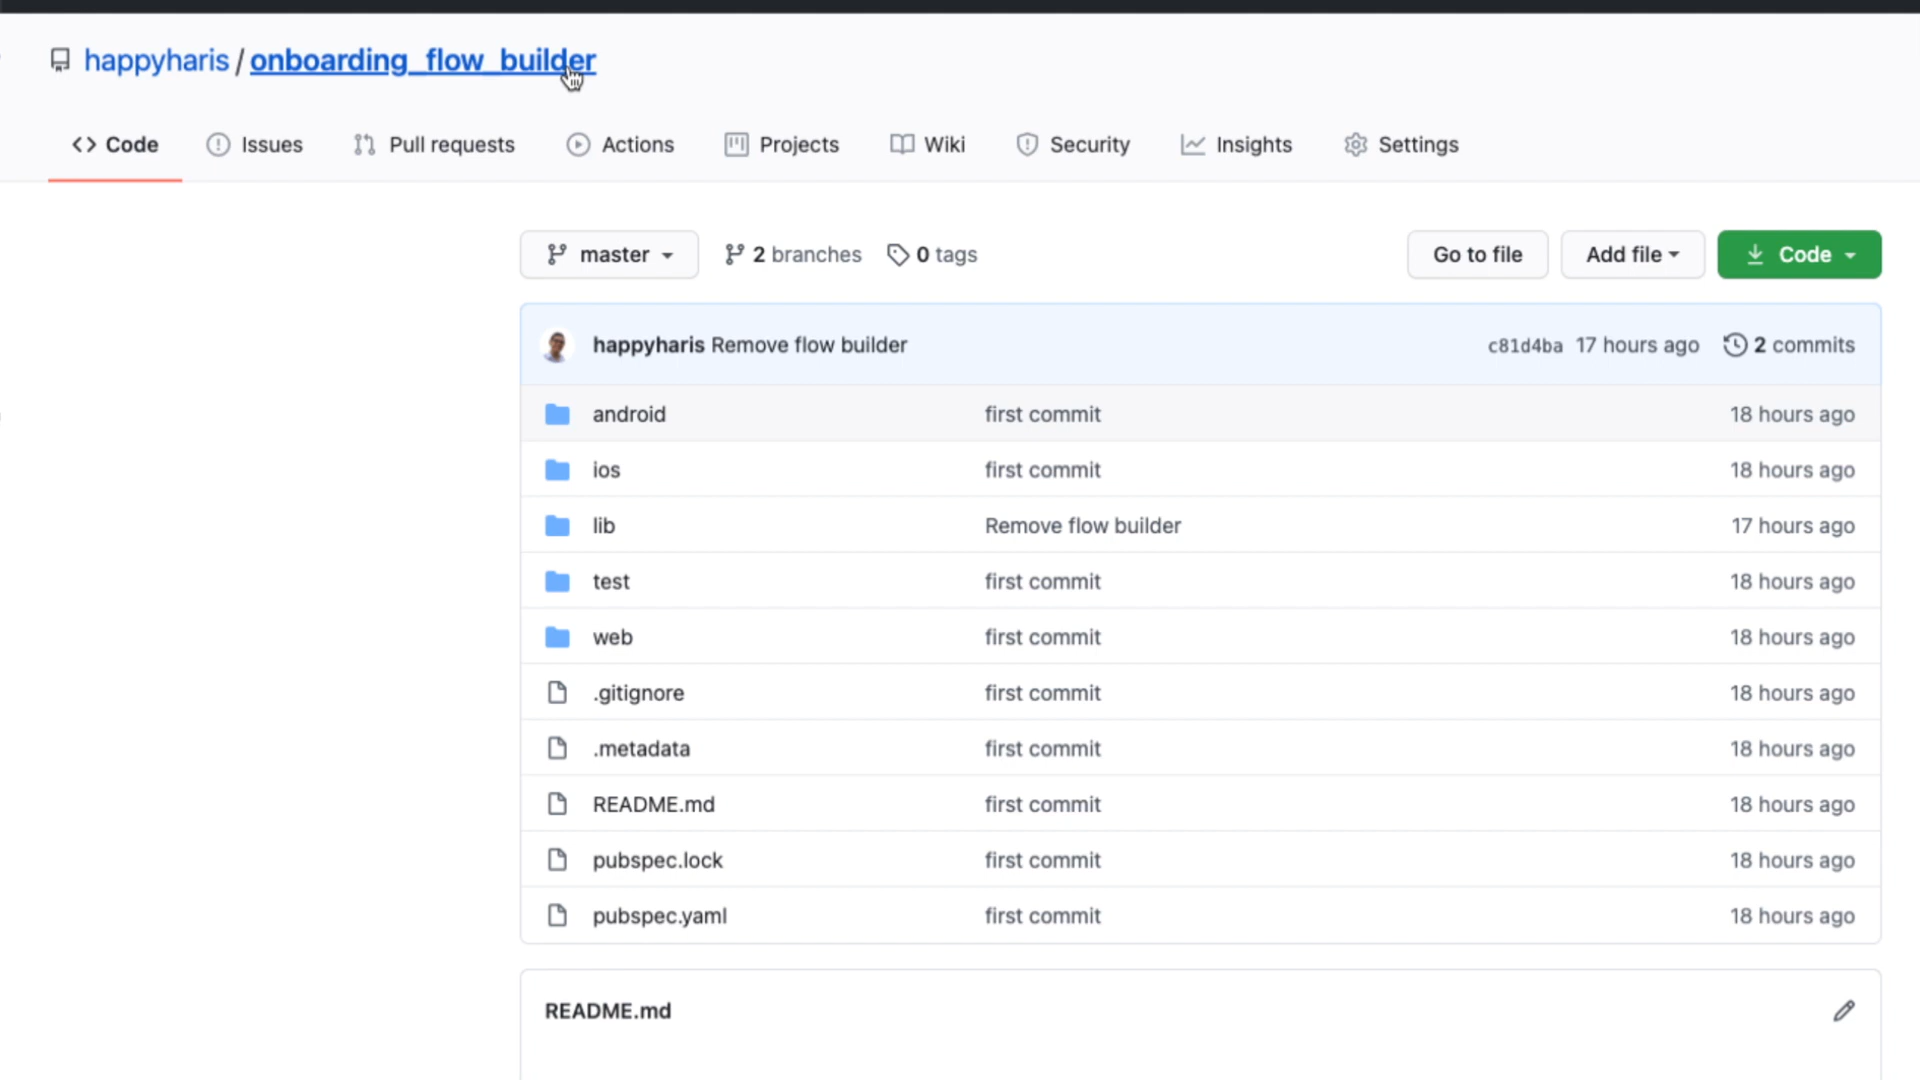 happyharis / onboarding_flow_builder
Code Issues Pull requests Actions Projects Wiki Security Insights Settings
master 2 branches 0 tags Go to file Add file Code
happyharis Remove flow builder c81d4ba 17 hours ago 2 commits
android first commit 18 hours ago
ios first commit 18 hours ago
lib Remove flow builder 17 hours ago
test first commit 18 hours ago
web first commit 18 hours ago
.gitignore first commit 18 hours ago
.metadata first commit 18 hours ago
README.md first commit 18 hours ago
pubspec.lock first commit 18 hours ago
pubspec.yaml first commit 18 hours ago
README.md